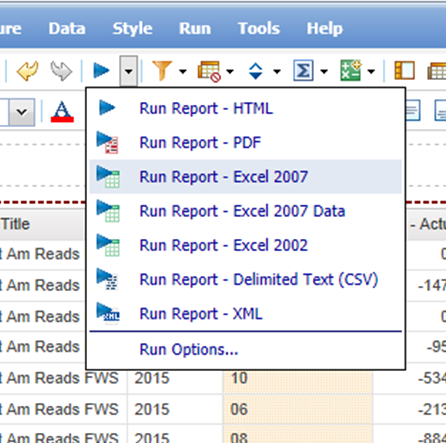 ure Data Style Run Tools Help
Run Report - HTML
Run Report - PDF
Run Report - Excel 2007
Run Report - Excel 2007 Data
Run Report - Excel 2002
Run Report - Delimited Text (CSV)
Run Report - XML
Run Options...
Title - Actu
t Am Reads 0
t Am Reads -147
t Am Reads 0
t Am Reads -95
t Am Reads FWS 2015 10 -534
t Am Reads FWS 2015 06 -213
t Am Reads FWS 2015 08 -884